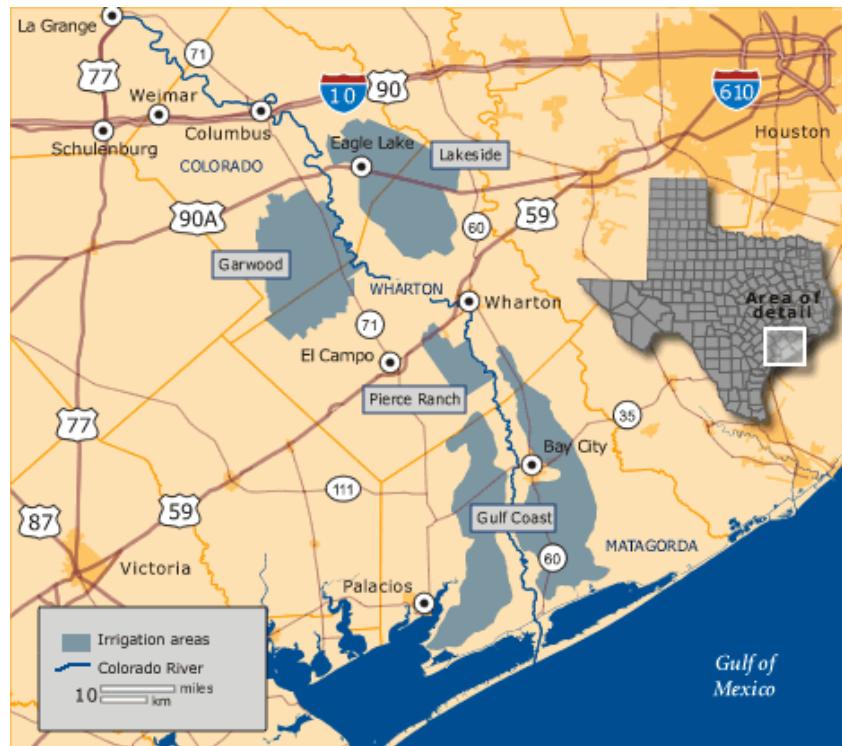 La Grange
71
77
Weimar
10
90
610
Columbus
Houston
Schulenburg
Eagle Lake
Lakeside
COLORADO
59
90A
60
Garwood
WHARTON
Wharton
Area of
detail
71
El Campo
Pierce Ranch
35
77
Bay City
111
59
87
Gulf Coast
MATAGORDA
60
Victoria
Palacios
Irrigation areas
Colorado River
10 miles
km
Gulf of
Mexico